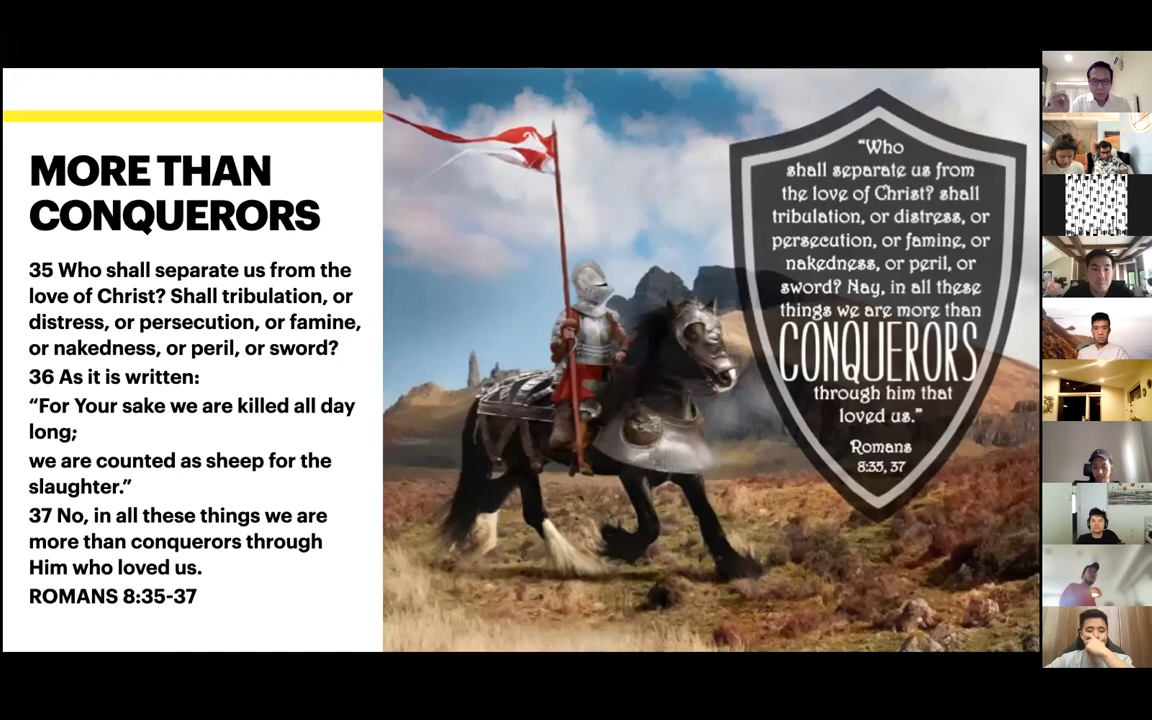 MORE THAN
CONQUERORS
35 Who shall separate us from the
love of Christ? Shall tribulation, or
distress, or persecution, or famine,
or nakedness, or peril, or sword?
36 As it is written:
“For Your sake we are killed all day
long;
we are counted as sheep for the
slaughter.”
37 No, in all these things we are
more than conquerors through
Him who loved us.
ROMANS 8:35-37
“Who
shall separate us from
the love of Christ? shall
tribulation, or distress, or
persecution, or famine, or
nakedness, or peril, or
sword? Nay, in all these
things we are more than
CONQUERORS
through him that
loved us.”
Romans
8:35, 37